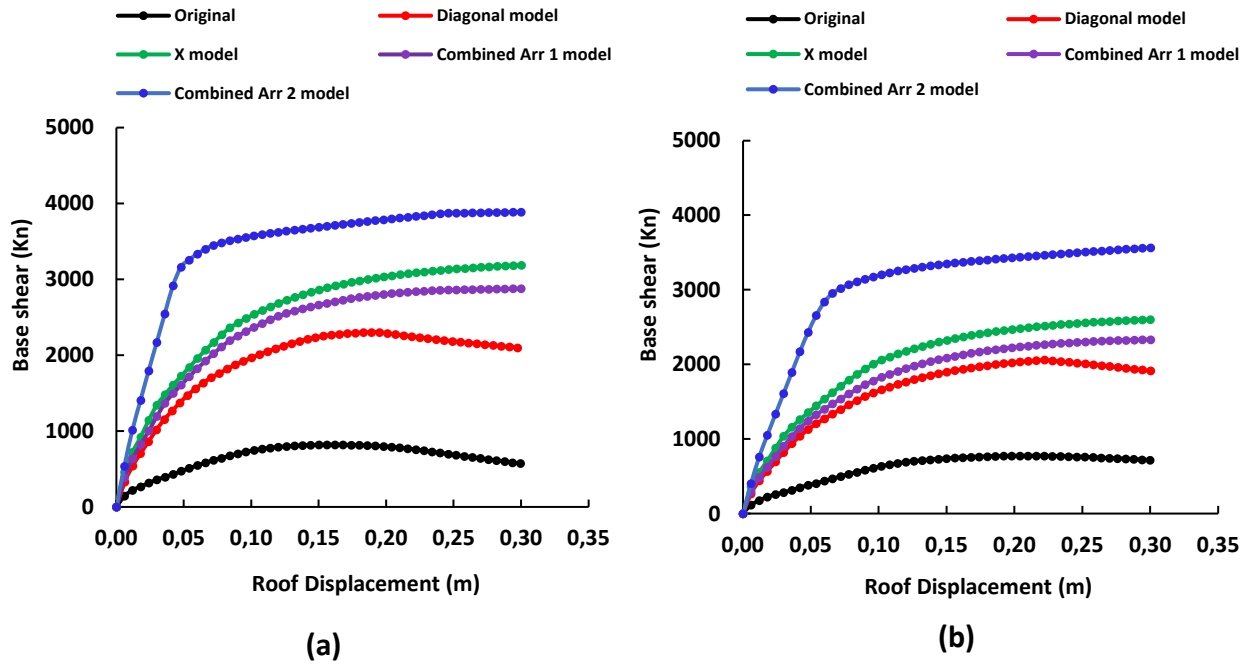 Original
Diagonal model
X model
Combined Arr 1 model
Combined Arr 2 model
5000
4000
3000
2000
1000
0
Base shear (Kn)
0,00 0,05 0,10 0,15 0,20 0,25 0,30 0,35
Roof Displacement (m)
(a)
Original
Diagonal model
X model
Combined Arr 1 model
Combined Arr 2 model
5000
4000
3000
2000
1000
0
Base shear (Kn)
0,00 0,05 0,10 0,15 0,20 0,25 0,30 0,35
Roof Displacement (m)
(b)